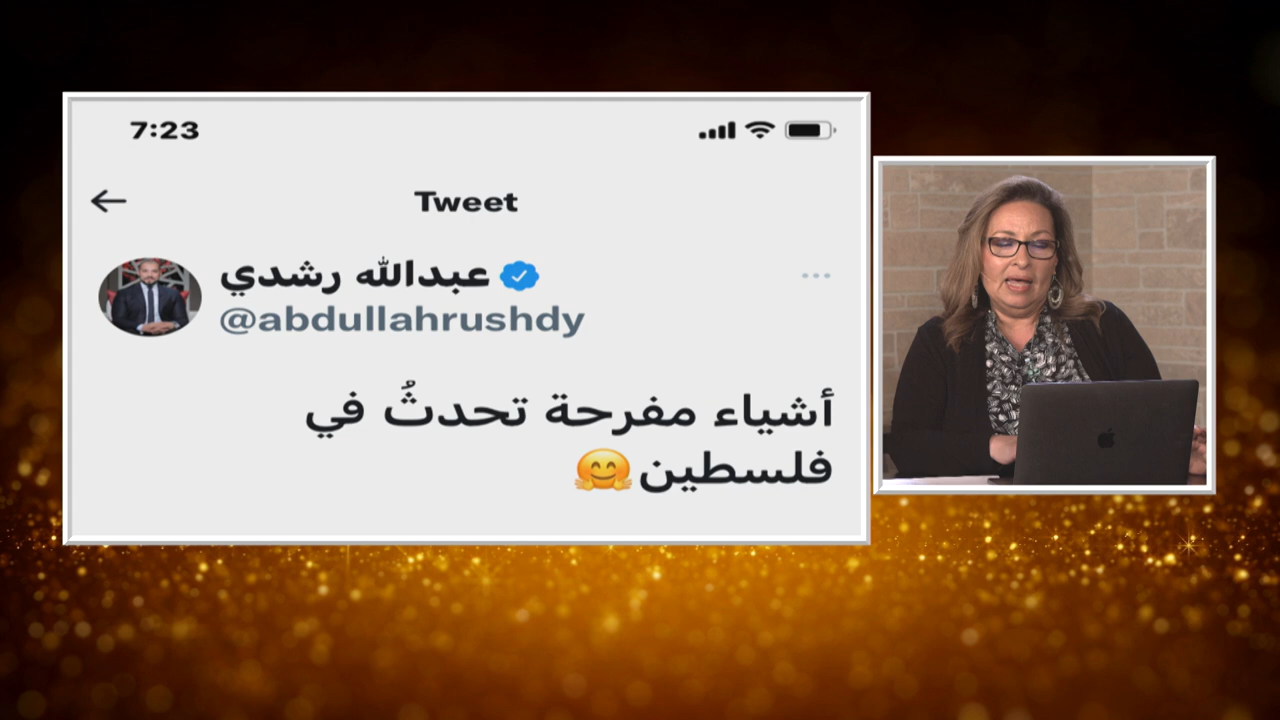 7:23
Tweet
عبدالله رشدي
@abdullahrushdy
أشياء مفرحة تحدثُ في
فلسطين🤗